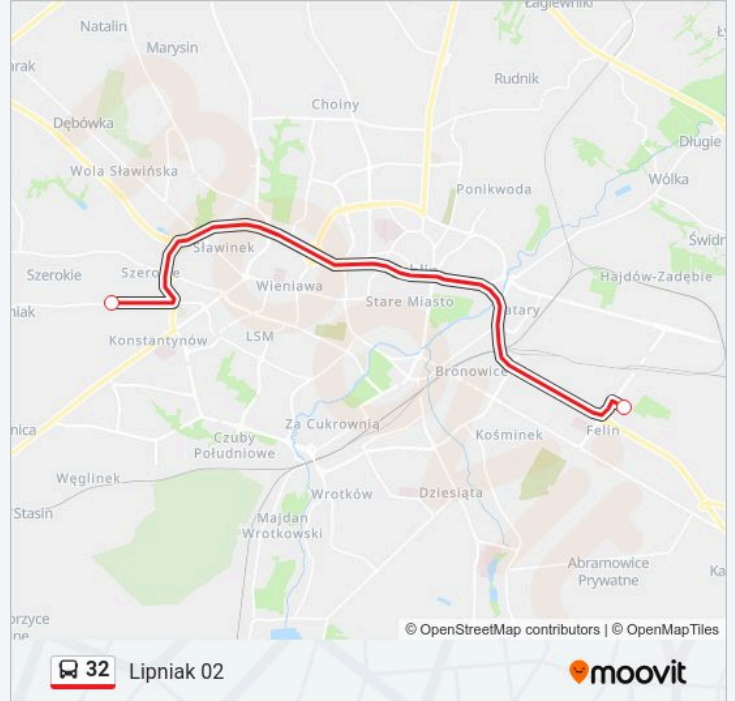 Łagiewniki
Natalin
Marysin
Rudnik
Choiny
Dębówka
Długie
Wola Sławińska
Wólka
Ponikwoda
Sławinek
Szerokie
Hajdów-Zadębie
Wieniawa
Stare Miasto
Konstantynów
LSM
Bronowice
Za Cukrownią
Felin
Kośminek
Czuby
Południowe
Węglinek
Wrotków
Dziesiąta
Stasin
Majdan
Wrotkowski
Abramowice
Prywatne
© OpenStreetMap contributors | © OpenMapTiles
32 Lipniak 02
moovit